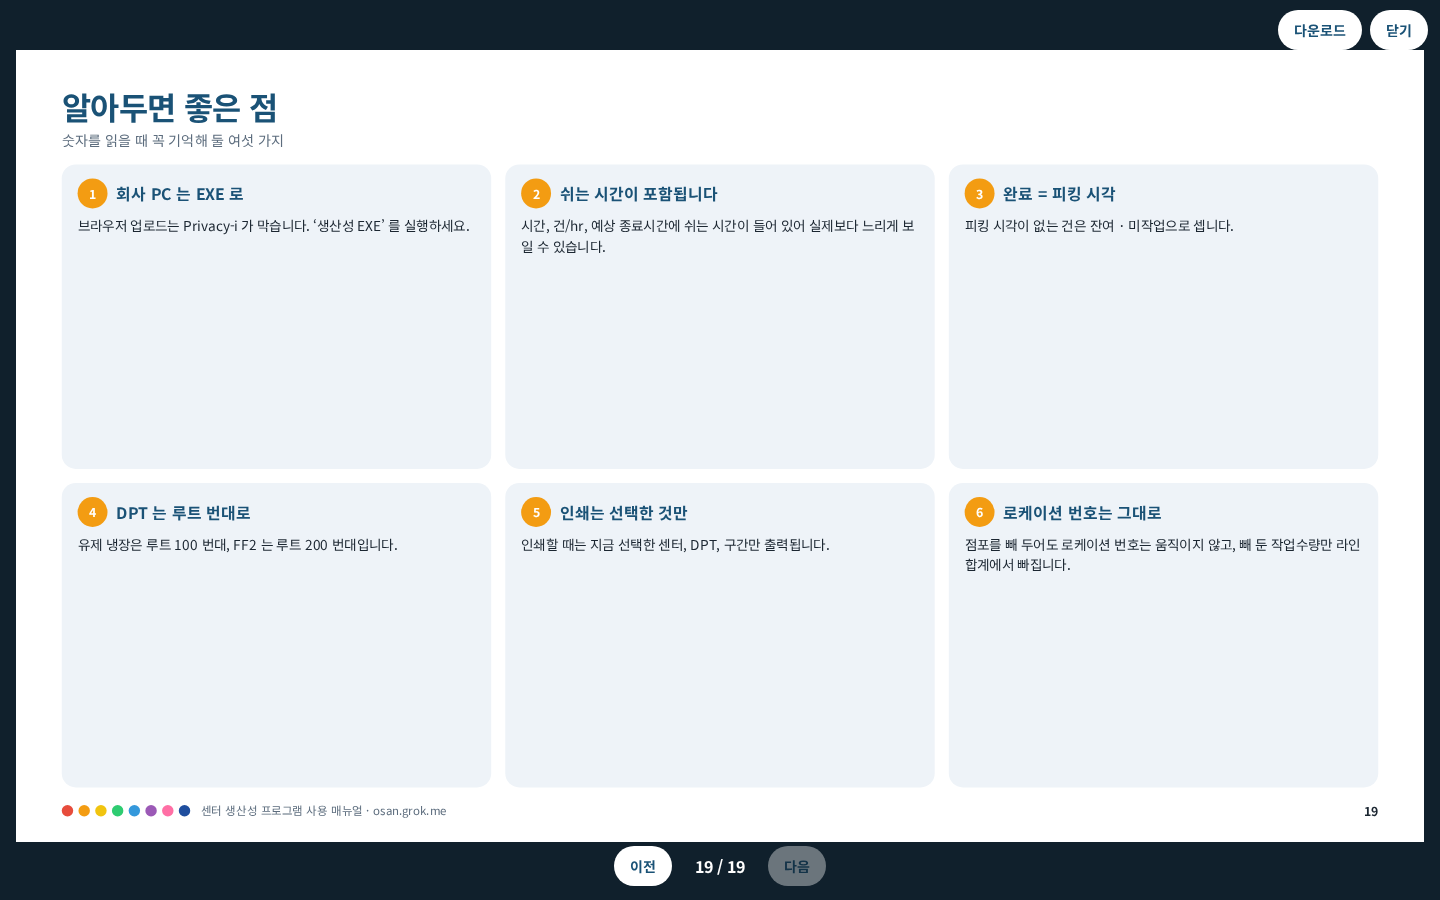 다운로드
닫기
알아두면 좋은 점
숫자를 읽을 때 꼭 기억해 둘 여섯 가지
1 회사 PC 는 EXE 로
브라우저 업로드는 Privacy-i 가 막습니다. ‘생산성 EXE’ 를 실행하세요.
2 쉬는 시간이 포함됩니다
시간, 건/hr, 예상 종료시간에 쉬는 시간이 들어 있어 실제보다 느리게 보
일 수 있습니다.
3 완료 = 피킹 시각
피킹 시각이 없는 건은 잔여 · 미작업으로 셉니다.
4 DPT 는 루트 번대로
유제 냉장은 루트 100 번대, FF2 는 루트 200 번대입니다.
5 인쇄는 선택한 것만
인쇄할 때는 지금 선택한 센터, DPT, 구간만 출력됩니다.
6 로케이션 번호는 그대로
점포를 빼 두어도 로케이션 번호는 움직이지 않고, 빼 둔 작업수량만 라인
합계에서 빠집니다.
센터 생산성 프로그램 사용 매뉴얼 · osan.grok.me
19
이전
19 / 19
다음